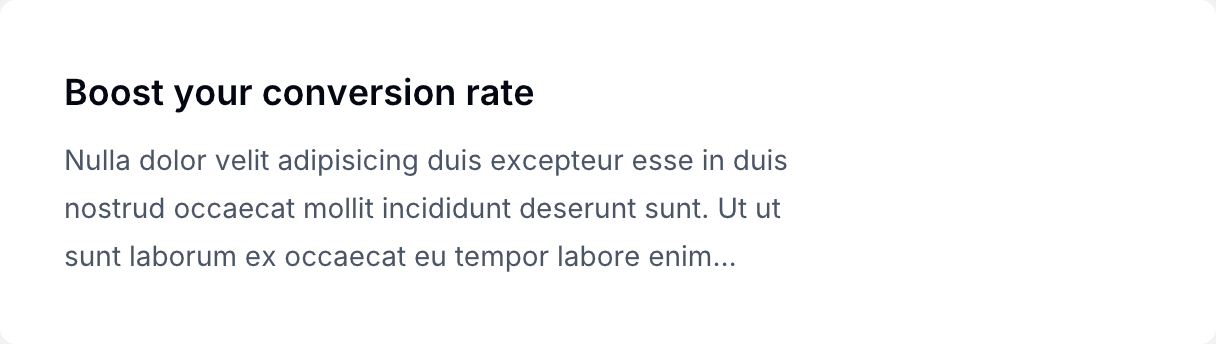 Boost your conversion rate
Nulla dolor velit adipisicing duis excepteur esse in duis
nostrud occaecat mollit incididunt deserunt sunt. Ut ut
sunt laborum ex occaecat eu tempor labore enim...